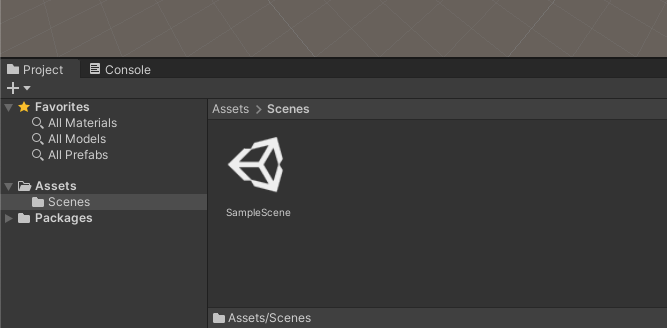 Project Console
Favorites
All Materials
All Models
All Prefabs
Assets
Scenes
Packages
Assets > Scenes
SampleScene
Assets/Scenes